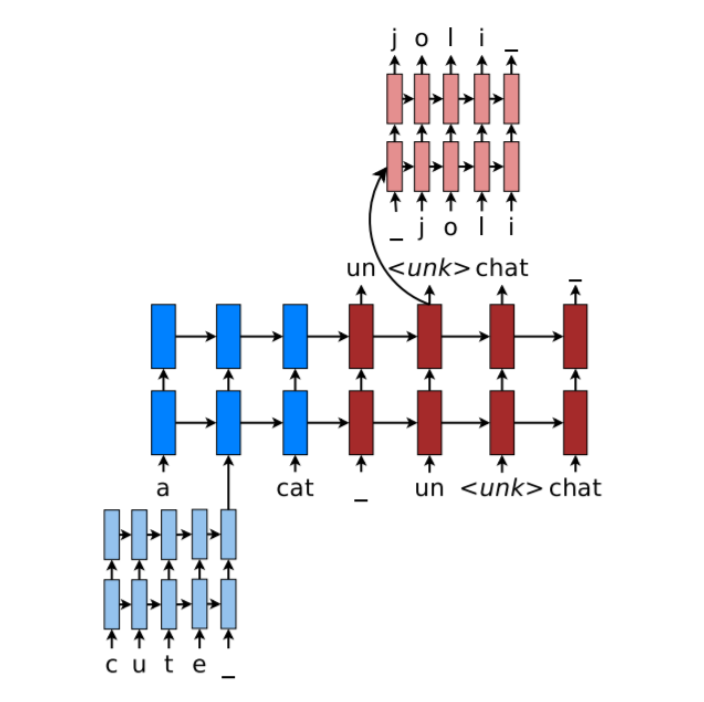 j o l i _
_ j o l i
un <unk> chat _
a cat _ un <unk> chat
c u t e _